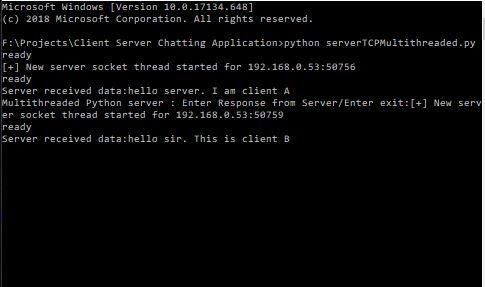 Microsoft Windows [Version 10.0.17134.648]
(c) 2018 Microsoft Corporation. All rights reserved.
F:\Projects\Client Server Chatting Application>python serverTCPMultithreaded.py
ready
[+] New server socket thread started for 192.168.0.53:50756
ready
Server received data:hello server. I am client A
Multithreaded Python server : Enter Response from Server/Enter exit:[+] New serv
er socket thread started for 192.168.0.53:50759
ready
Server received data:hello sir. This is client B